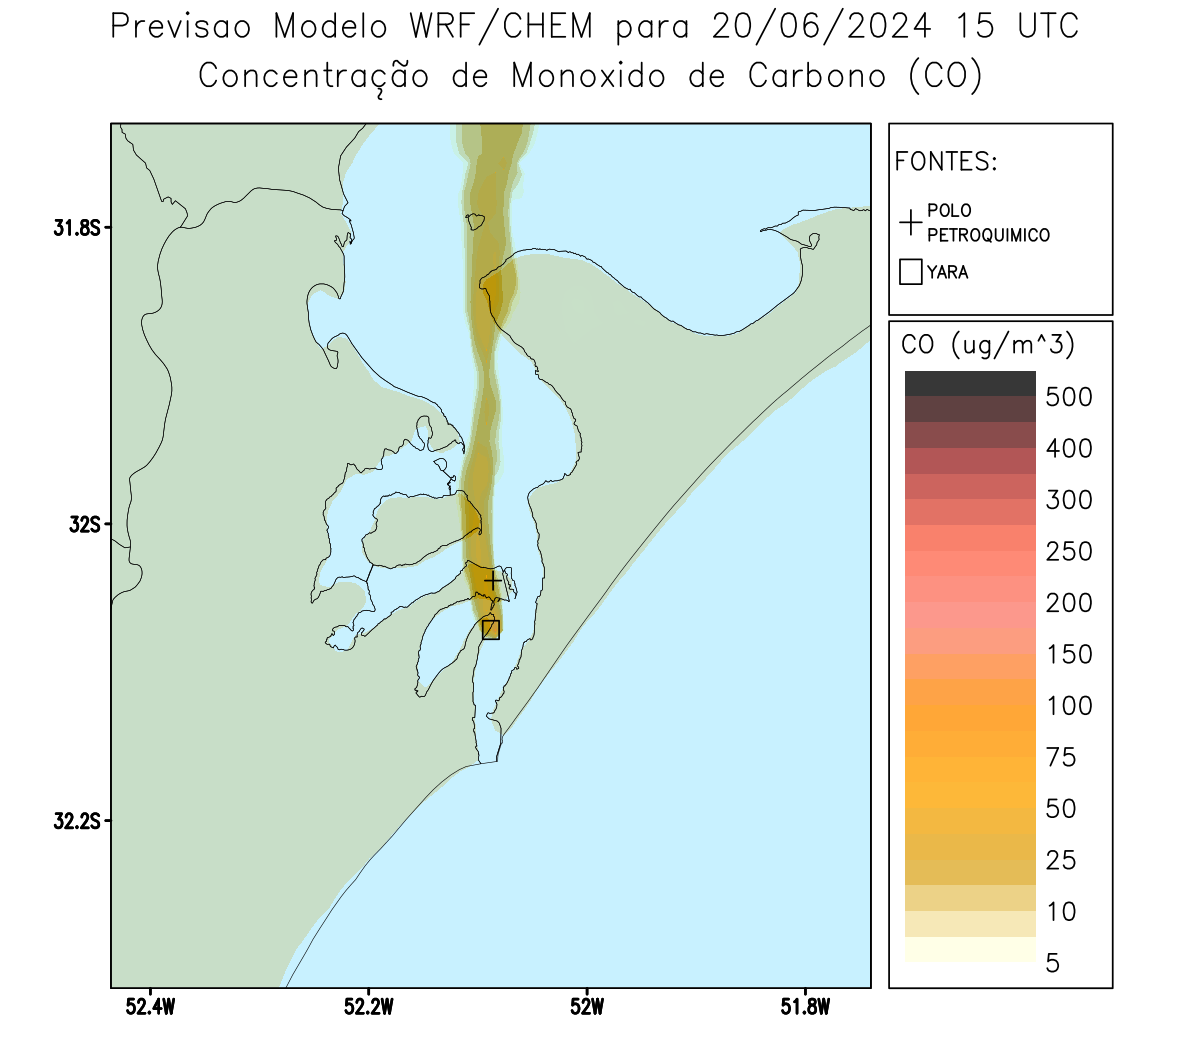 Previsao Modelo WRF/CHEM para 20/06/2024 15 UTC
Concentração de Monoxido de Carbono (CO)
FONTES:
POLO
PETROQUIMICO
YARA
CO (ug/m^3)
500
400
300
250
200
150
100
75
50
25
10
5
31.8S
32S
32.2S
52.4W
52.2W
52W
51.8W